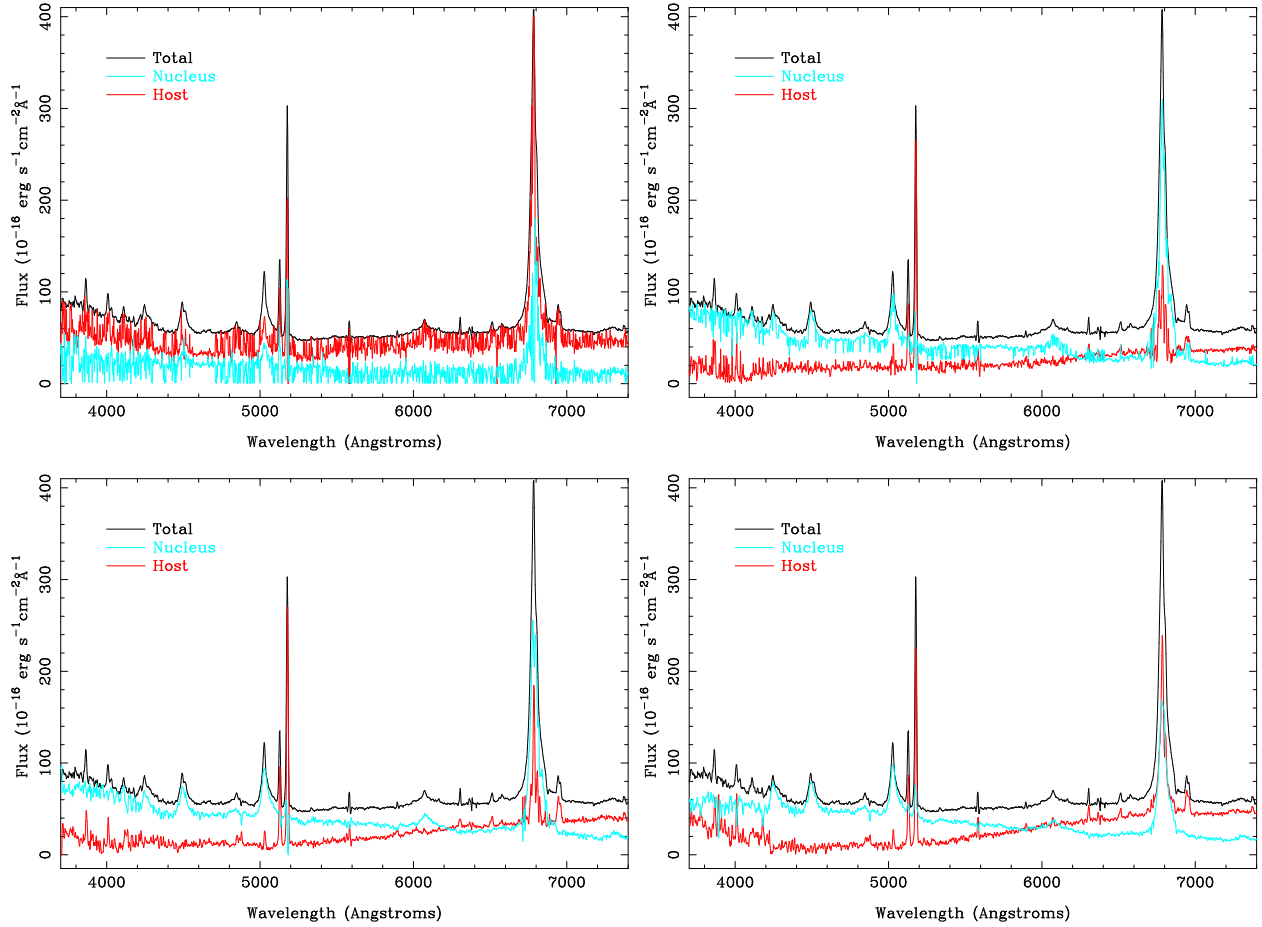 400
300
200
100
0
Flux (10⁻¹⁶ erg s⁻¹cm⁻²Å⁻¹
Total
Nucleus
Host
4000 5000 6000 7000
Wavelength (Angstroms)
400
300
200
100
0
Flux (10⁻¹⁶ erg s⁻¹cm⁻²Å⁻¹
Total
Nucleus
Host
4000 5000 6000 7000
Wavelength (Angstroms)
400
300
200
100
0
Flux (10⁻¹⁶ erg s⁻¹cm⁻²Å⁻¹
Total
Nucleus
Host
4000 5000 6000 7000
Wavelength (Angstroms)
400
300
200
100
0
Flux (10⁻¹⁶ erg s⁻¹cm⁻²Å⁻¹
Total
Nucleus
Host
4000 5000 6000 7000
Wavelength (Angstroms)